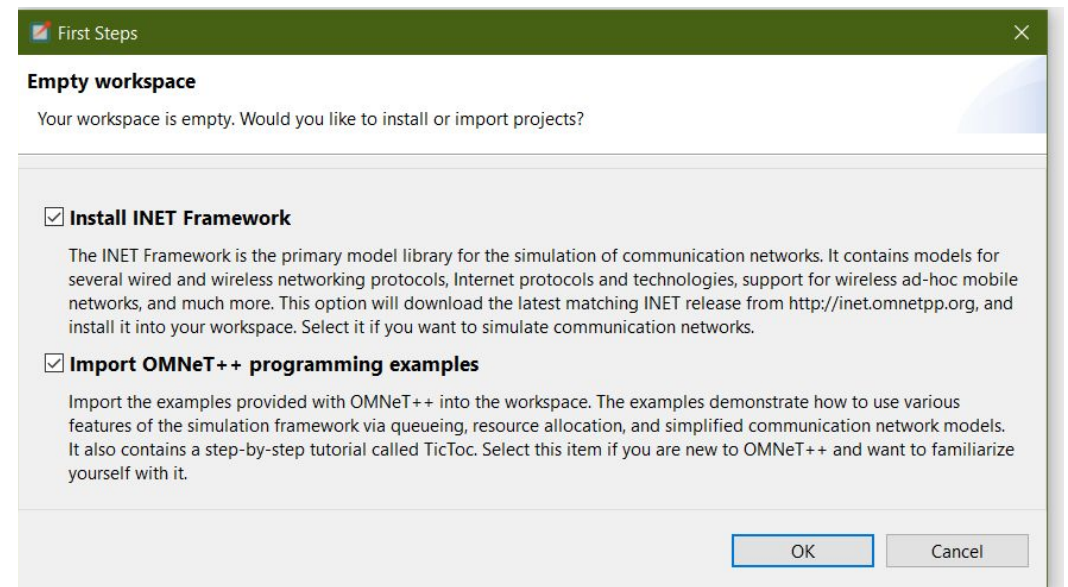 First Steps
Empty workspace
Your workspace is empty. Would you like to install or import projects?
Install INET Framework
The INET Framework is the primary model library for the simulation of communication networks. It contains models for
several wired and wireless networking protocols, Internet protocols and technologies, support for wireless ad-hoc mobile
networks, and much more. This option will download the latest matching INET release from http://inet.omnetpp.org, and
install it into your workspace. Select it if you want to simulate communication networks.
Import OMNeT++ programming examples
Import the examples provided with OMNeT++ into the workspace. The examples demonstrate how to use various
features of the simulation framework via queueing, resource allocation, and simplified communication network models.
It also contains a step-by-step tutorial called TicToc. Select this item if you are new to OMNeT++ and want to familiarize
yourself with it.
OK Cancel